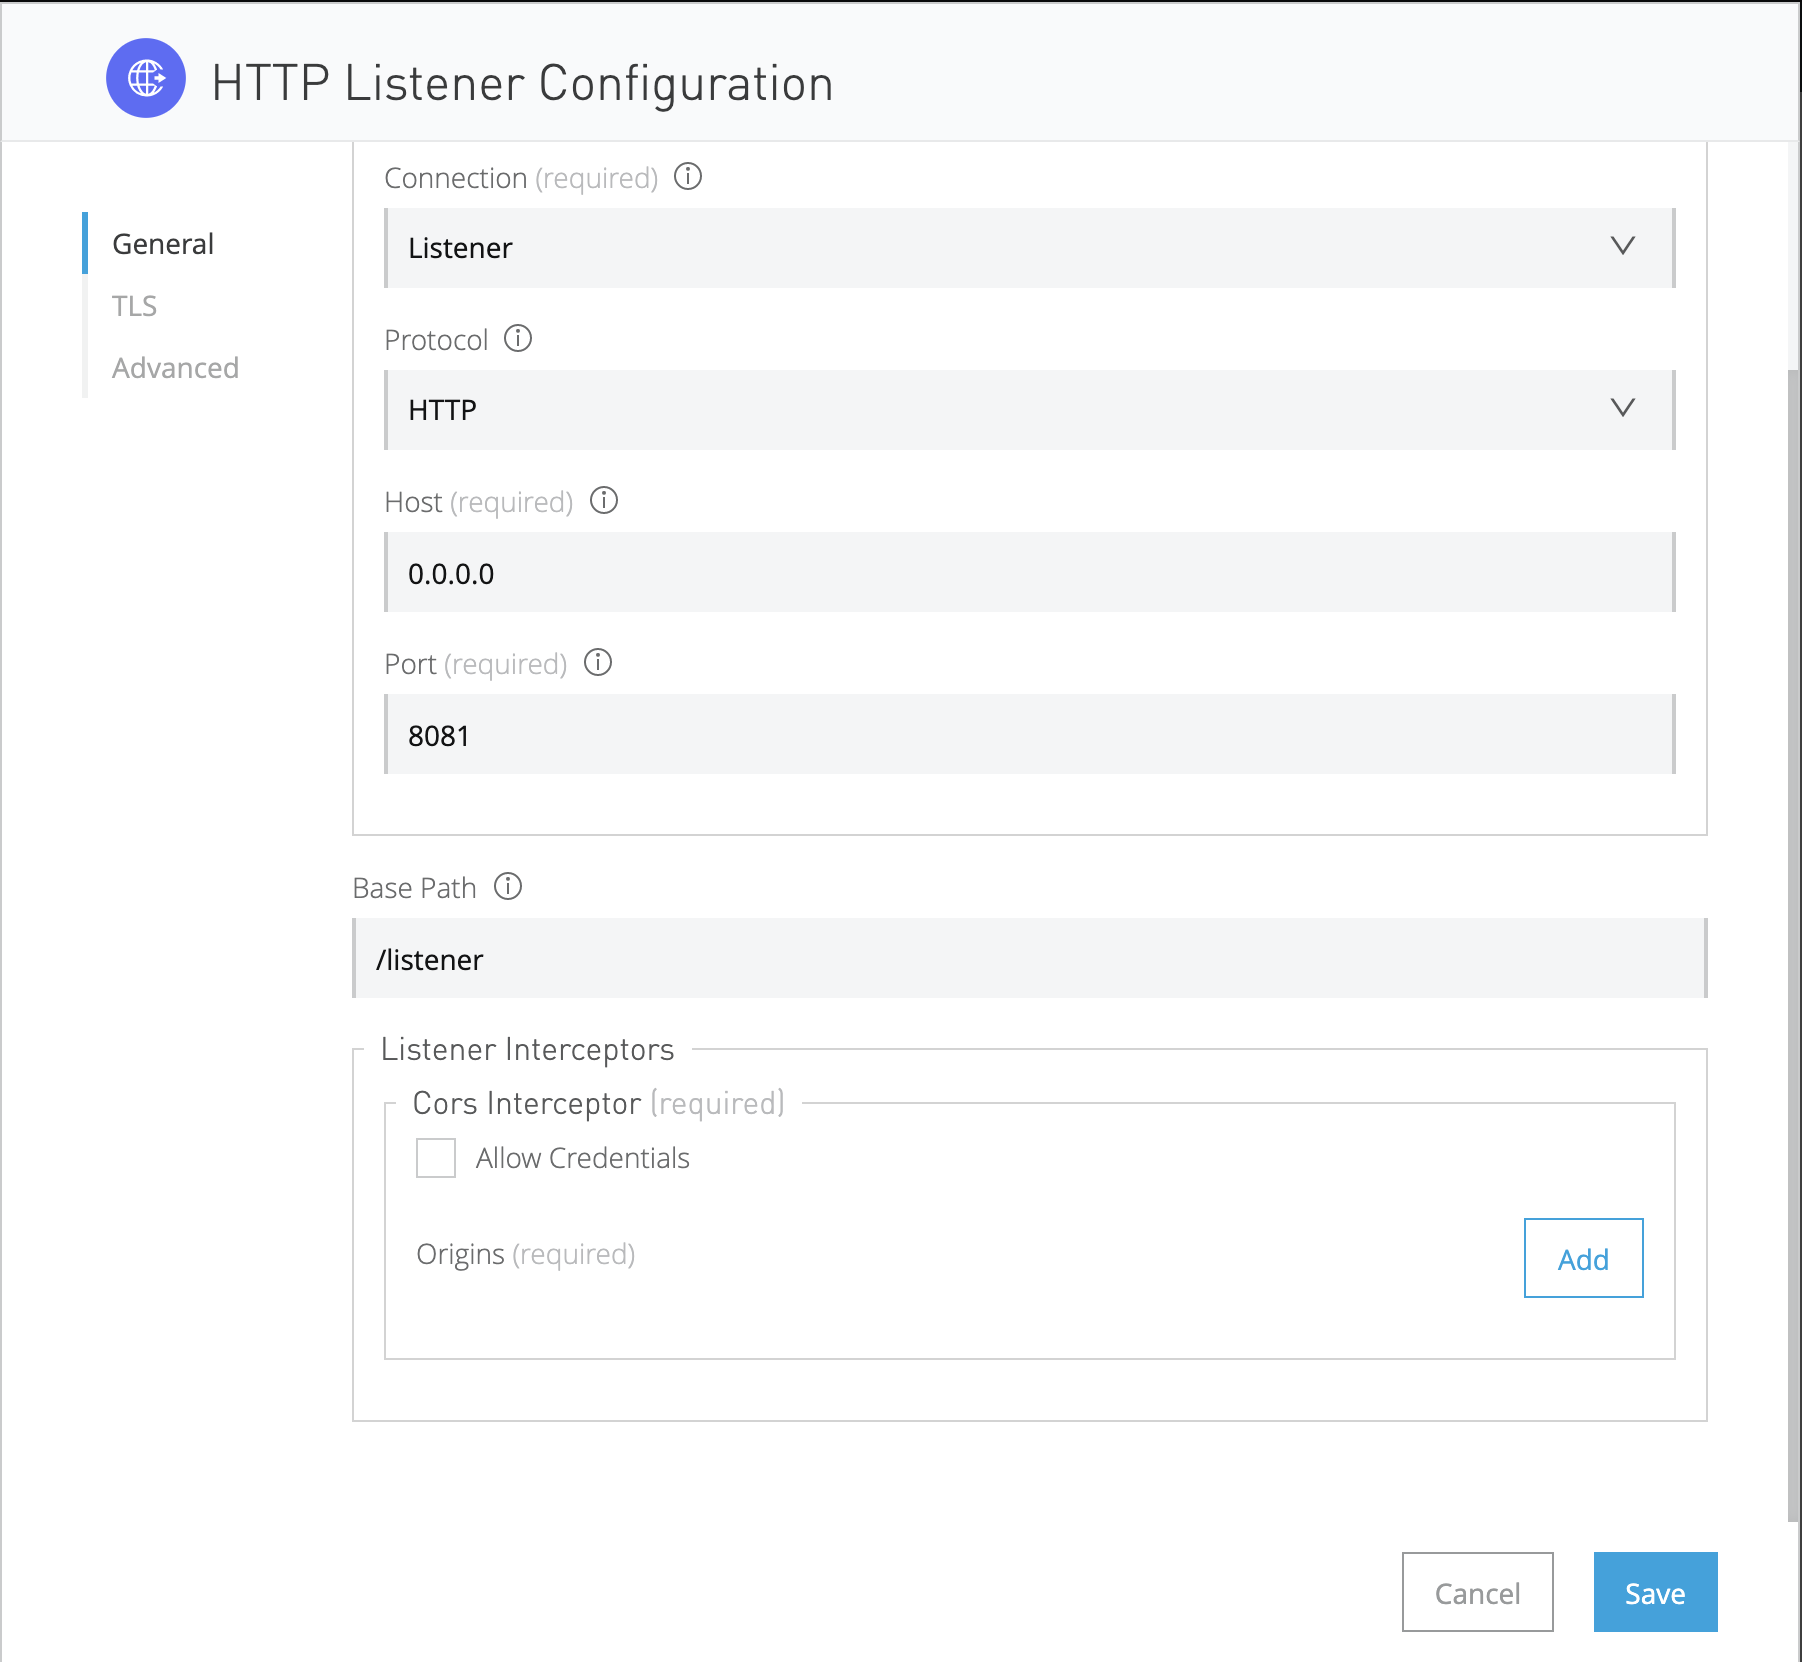 HTTP Listener Configuration
General
TLS
Advanced
Connection (required)
Listener
Protocol
HTTP
Host (required)
0.0.0.0
Port (required)
8081
Base Path
/listener
Listener Interceptors
Cors Interceptor (required)
Allow Credentials
Origins (required)
Add
Cancel
Save